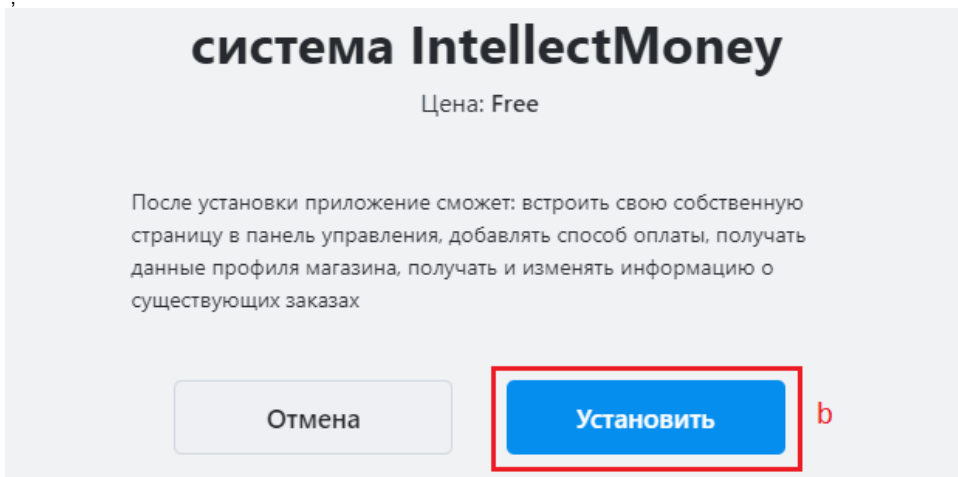 ;
система IntellectMoney
Цена: Free
После установки приложение сможет: встроить свою собственную
страницу в панель управления, добавлять способ оплаты, получать
данные профиля магазина, получать и изменять информацию о
существующих заказах
Отмена
Установить
b